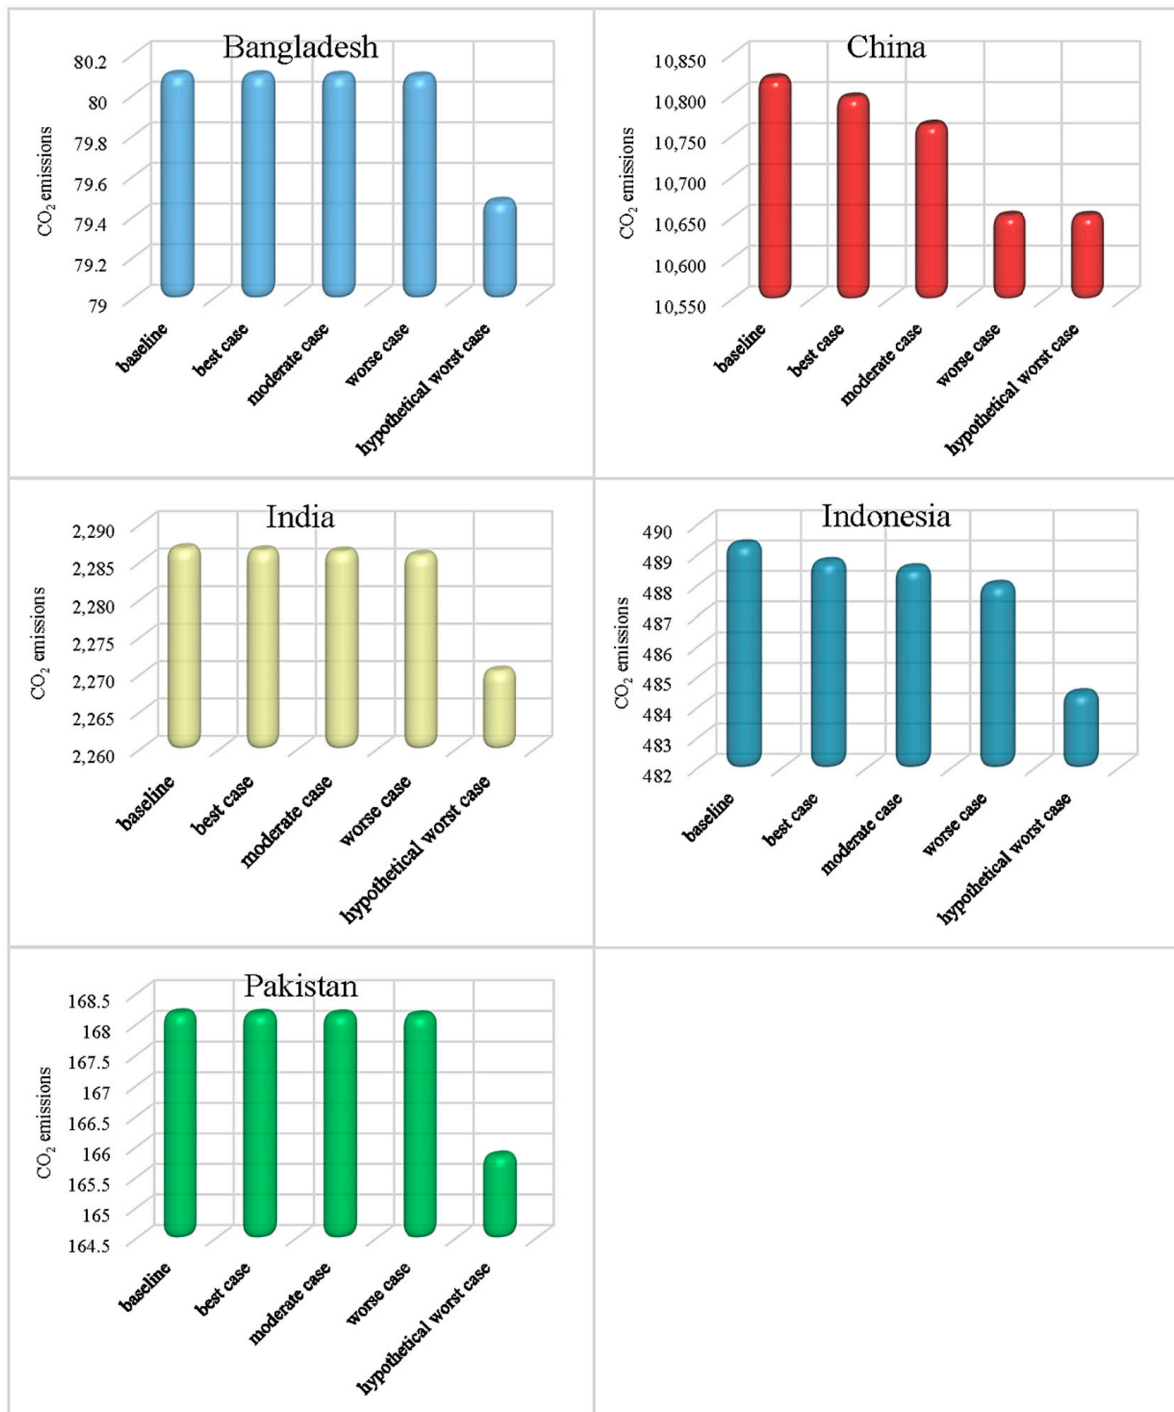 Bangladesh
CO₂ emissions
80.2
80
79.8
79.6
79.4
79.2
79
baseline
best case
moderate case
worse case
hypothetical worst case
China
CO₂ emissions
10,850
10,800
10,750
10,700
10,650
10,600
10,550
baseline
best case
moderate case
worse case
hypothetical worst case
India
CO₂ emissions
2,290
2,285
2,280
2,275
2,270
2,265
2,260
baseline
best case
moderate case
worse case
hypothetical worst case
Indonesia
CO₂ emissions
490
489
488
487
486
485
484
483
482
baseline
best case
moderate case
worse case
hypothetical worst case
Pakistan
CO₂ emissions
168.5
168
167.5
167
166.5
166
165.5
165
164.5
baseline
best case
moderate case
worse case
hypothetical worst case